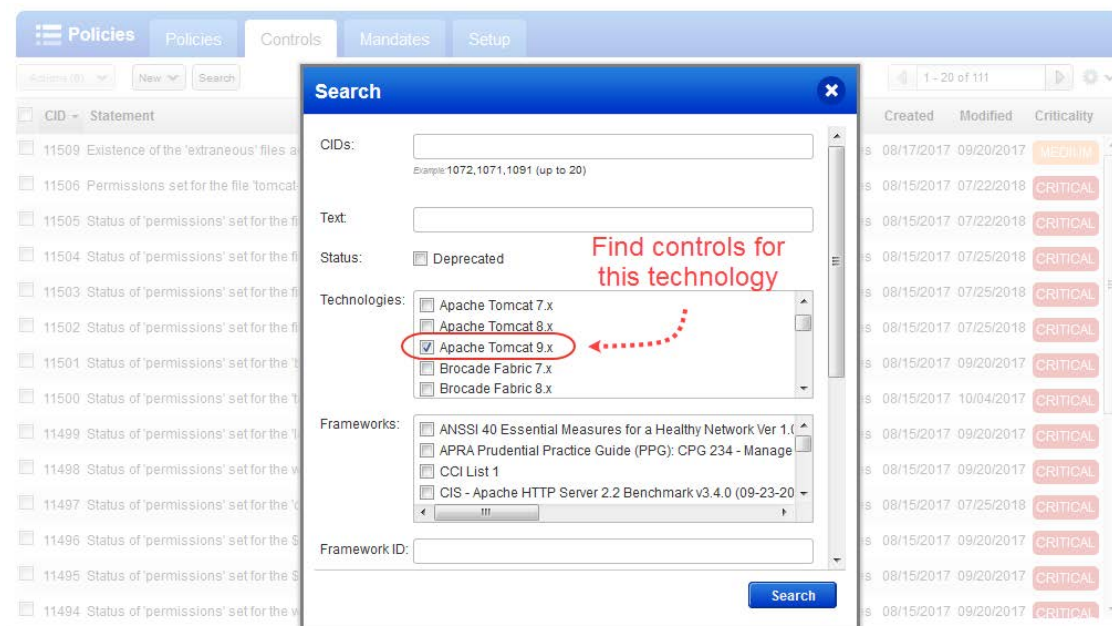 Policies Policies Controls Mandates Setup
Actions (0) New Search 1 - 20 of 111
CID Statement Created Modified Criticality
11509 Existence of the 'extraneous' files 08/17/2017 09/20/2017 MEDIUM
11506 Permissions set for the file 'tomcat- 08/15/2017 07/22/2018 CRITICAL
11505 Status of 'permissions' set for the 08/15/2017 07/22/2018 CRITICAL
11504 Status of 'permissions' set for the 08/15/2017 07/25/2018 CRITICAL
11503 Status of 'permissions' set for the 08/15/2017 07/25/2018 CRITICAL
11502 Status of 'permissions' set for the 08/15/2017 07/25/2018 CRITICAL
11501 Status of 'permissions' set for the 08/15/2017 09/20/2017 CRITICAL
11500 Status of 'permissions' set for the 08/15/2017 10/04/2017 CRITICAL
11499 Status of 'permissions' set for the 08/15/2017 09/20/2017 CRITICAL
11498 Status of 'permissions' set for the 08/15/2017 09/20/2017 CRITICAL
11497 Status of 'permissions' set for the 08/15/2017 07/25/2018 CRITICAL
11496 Status of 'permissions' set for the $ 08/15/2017 09/20/2017 CRITICAL
11495 Status of 'permissions' set for the $ 08/15/2017 09/20/2017 CRITICAL
11494 Status of 'permissions' set for the 08/15/2017 09/20/2017 CRITICAL
Search
CIDs:
Example:1072,1071,1091 (up to 20)
Text:
Status: Deprecated
Find controls for
this technology
Technologies:
Apache Tomcat 7.x
Apache Tomcat 8.x
Apache Tomcat 9.x
Brocade Fabric 7.x
Brocade Fabric 8.x
Frameworks:
ANSSI 40 Essential Measures for a Healthy Network Ver 1.
APRA Prudential Practice Guide (PPG): CPG 234 - Manage
CCI List 1
CIS - Apache HTTP Server 2.2 Benchmark v3.4.0 (09-23-20
Framework ID:
Search